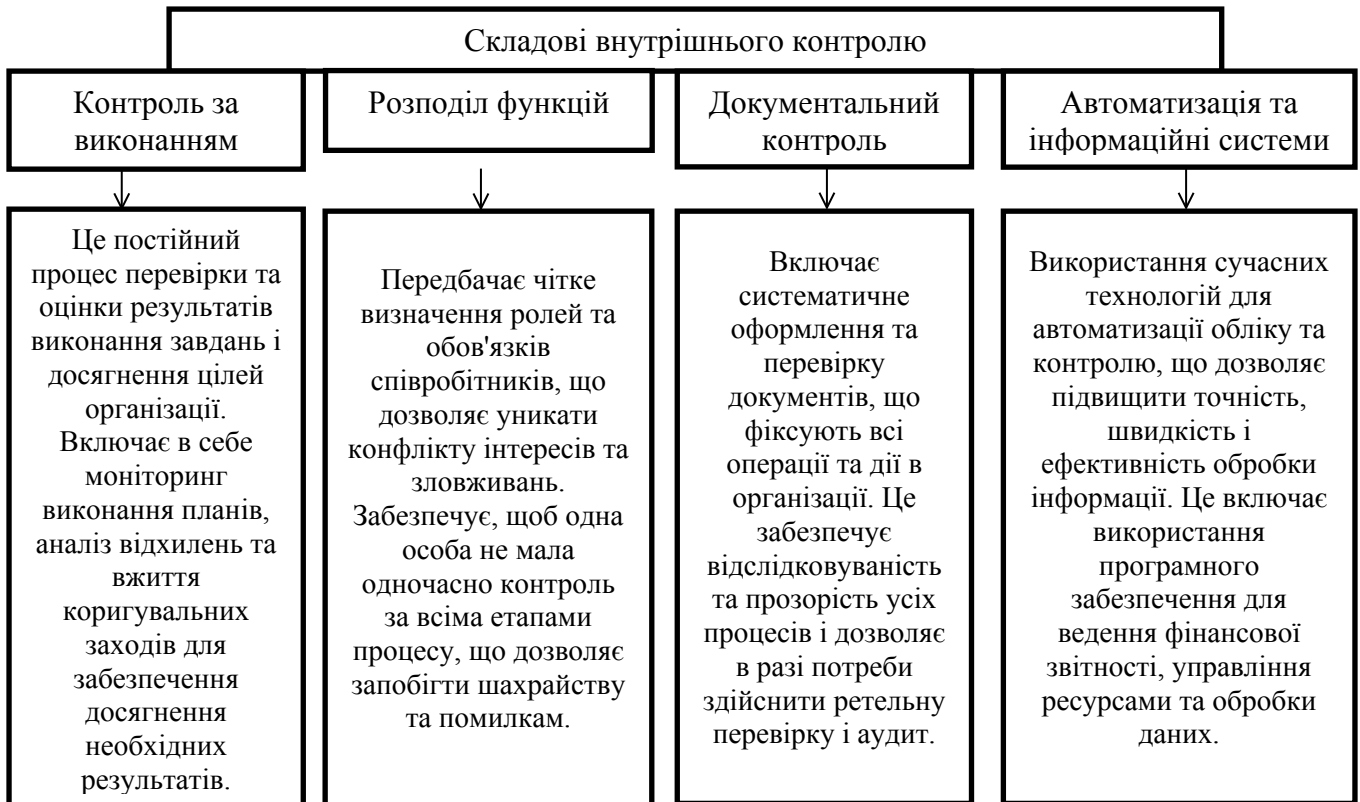 Складові внутрішнього контролю
Контроль за
виконанням
Розподіл функцій
Документальний
контроль
Автоматизація та
інформаційні системи
Це постійний
процес перевірки та
оцінки результатів
виконання завдань і
досягнення цілей
організації.
Включає в себе
моніторинг
виконання планів,
аналіз відхилень та
вжиття
коригувальних
заходів для
забезпечення
досягнення
необхідних
результатів.
Передбачає чітке
визначення ролей та
обов'язків
співробітників, що
дозволяє уникати
конфлікту інтересів та
зловживань.
Забезпечує, щоб одна
особа не мала
одночасно контроль
за всіма етапами
процесу, що дозволяє
запобігти шахрайству
та помилкам.
Включає
систематичне
оформлення та
перевірку
документів, що
фіксують всі
операції та дії в
організації. Це
забезпечує
відслідковуваність
та прозорість усіх
процесів і дозволяє
в разі потреби
здійснити ретельну
перевірку і аудит.
Використання сучасних
технологій для
автоматизації обліку та
контролю, що дозволяє
підвищити точність,
швидкість і
ефективність обробки
інформації. Це включає
використання
програмного
забезпечення для
ведення фінансової
звітності, управління
ресурсами та обробки
даних.